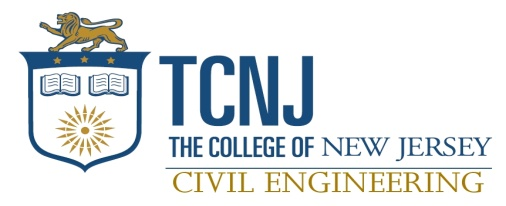 TCNJ
THE COLLEGE OF NEW JERSEY
CIVIL ENGINEERING